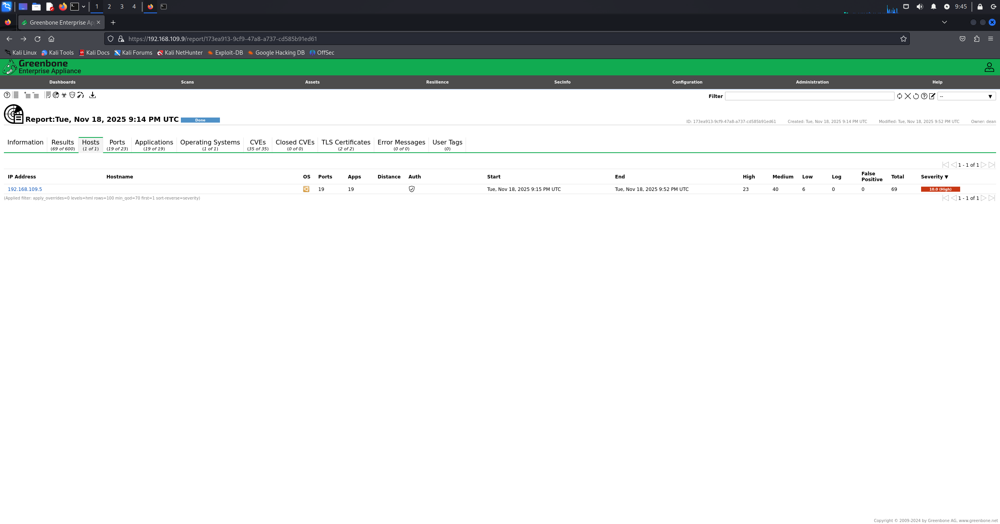 1 2 3 4 9:45
Greenbone Enterprise Ap
https://192.168.109.9/report/173ea913-9cf9-47a8-a737-cd585b91ed61
Kali Linux Kali Tools Kali Docs Kali Forums Kali NetHunter Exploit-DB Google Hacking DB OffSec
Greenbone
Enterprise Appliance
Dashboards Scans Assets Resilience SecInfo Configuration Administration Help
Filter --
Report:Tue, Nov 18, 2025 9:14 PM UTC Done ID: 173ea913-9cf9-47a8-a737-cd585b91ed61 Created: Tue, Nov 18, 2025 9:14 PM UTC Modified: Tue, Nov 18, 2025 9:52 PM UTC Owner: dean
Information Results Hosts Ports Applications Operating Systems CVEs Closed CVEs TLS Certificates Error Messages User Tags
(69 of 600) (1 of 1) (19 of 23) (19 of 19) (1 of 1) (35 of 35) (0 of 0) (2 of 2) (0 of 0) (0)
1 - 1 of 1
IP Address Hostname OS Ports Apps Distance Auth Start End High Medium Low Log False Positive Total Severity ▼
192.168.109.5 19 19 Tue, Nov 18, 2025 9:15 PM UTC Tue, Nov 18, 2025 9:52 PM UTC 23 40 6 0 0 69 10.0 (High)
(Applied filter: apply_overrides=0 levels=hml rows=100 min_qod=70 first=1 sort-reverse=severity) 1 - 1 of 1
Copyright © 2009-2024 by Greenbone AG, www.greenbone.net